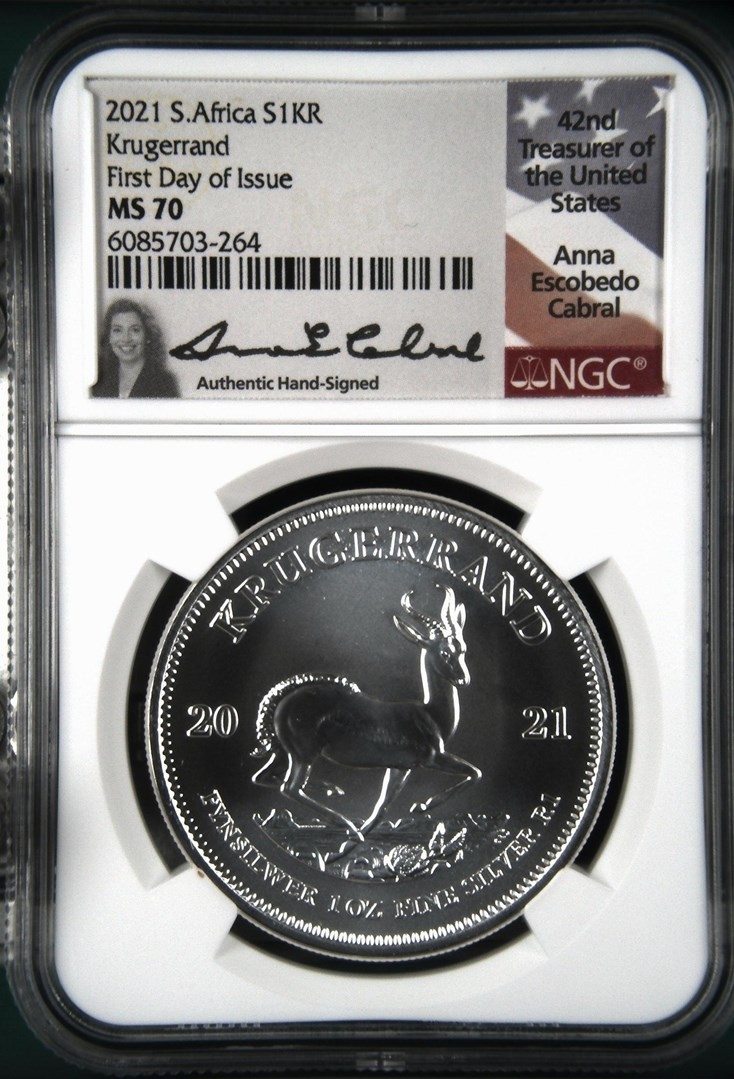 2021 S.Africa S1KR
Krugerrand
First Day of Issue
MS 70
6085703-264
Authentic Hand-Signed
42nd
Treasurer of
the United
States
Anna
Escobedo
Cabral
NGC®
KRUGERRAND
20 21
FYNSILWER 1 OZ FINE SILVER R1